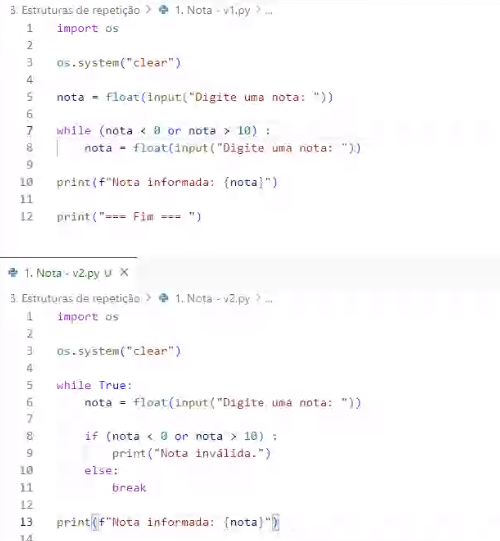 8. Estruturas de repetição > 1. Nota - v1.py > ...
1 import os
2
3 os.system("clear")
4
5 nota = float(input("Digite uma nota: "))
6
7 while (nota < 0 or nota > 10) :
8 nota = float(input("Digite uma nota: "))
9
10 print(f"Nota informada: {nota}")
11
12 print("=== Fim === ")
1. Nota - v2.py U X
8. Estruturas de repetição > 1. Nota - v2.py > ...
1 import os
2
3 os.system("clear")
4
5 while True:
6 nota = float(input("Digite uma nota: "))
7
8 if (nota < 0 or nota > 10) :
9 print("Nota inválida.")
10 else:
11 break
12
13 print(f"Nota informada: {nota}")
14